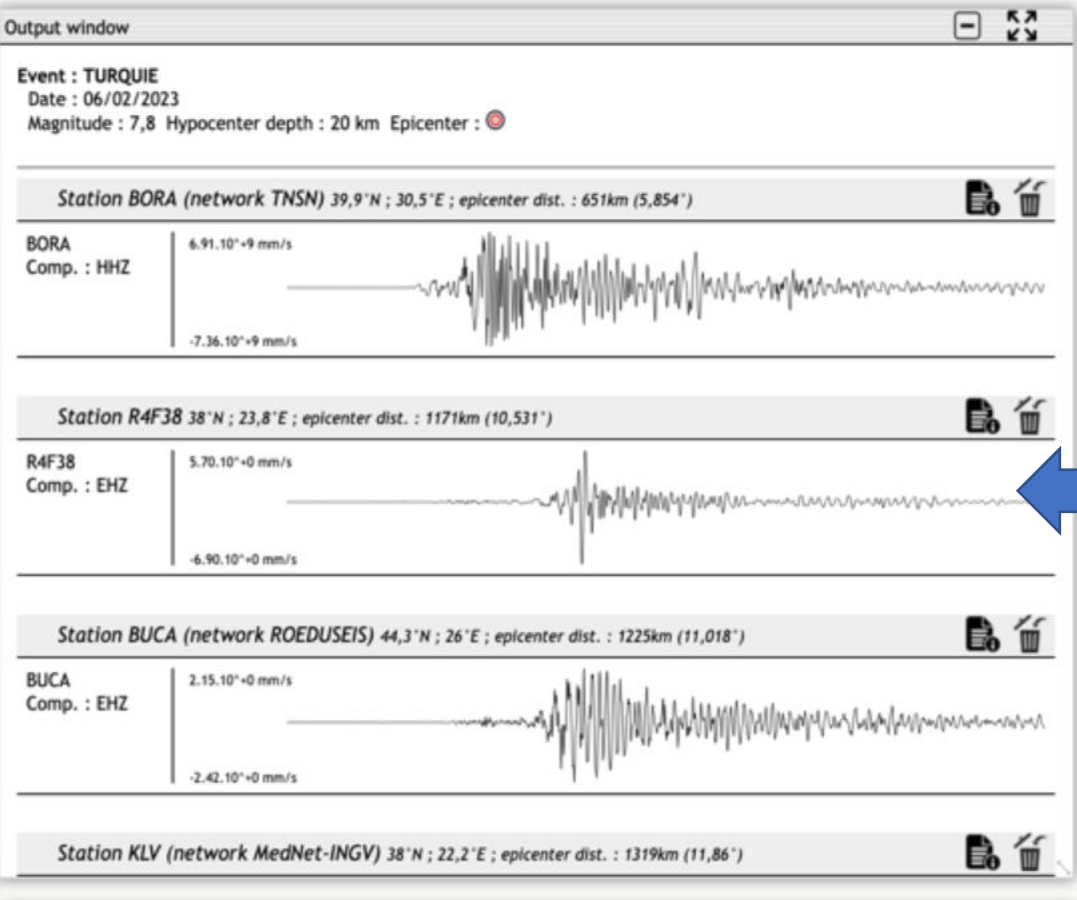 Output window
Event : TURQUIE
Date : 06/02/2023
Magnitude : 7,8 Hypocenter depth : 20 km Epicenter :
Station BORA (network TNSN) 39,9°N ; 30,5°E ; epicenter dist. : 651km (5,854°)
BORA
Comp. : HHZ
6.91.10^+9 mm/s
-7.36.10^+9 mm/s
Station R4F38 38°N ; 23,8°E ; epicenter dist. : 1171km (10,531°)
R4F38
Comp. : EHZ
5.70.10^+0 mm/s
-6.90.10^+0 mm/s
Station BUCA (network ROEDUSEIS) 44,3°N ; 26°E ; epicenter dist. : 1225km (11,018°)
BUCA
Comp. : EHZ
2.15.10^+0 mm/s
-2.42.10^+0 mm/s
Station KLV (network MedNet-INGV) 38°N ; 22,2°E ; epicenter dist. : 1319km (11,86°)